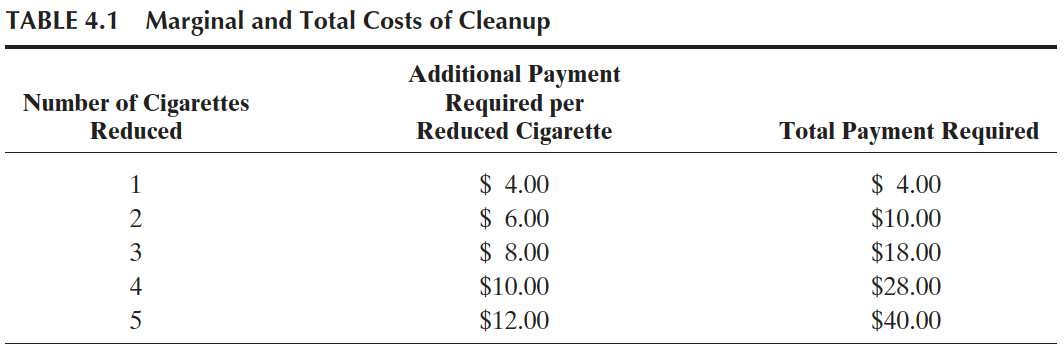 TABLE 4.1 Marginal and Total Costs of Cleanup
Additional Payment
Number of Cigarettes Required per
Reduced Reduced Cigarette Total Payment Required
1 $ 4.00 $ 4.00
2 $ 6.00 $10.00
3 $ 8.00 $18.00
4 $10.00 $28.00
5 $12.00 $40.00